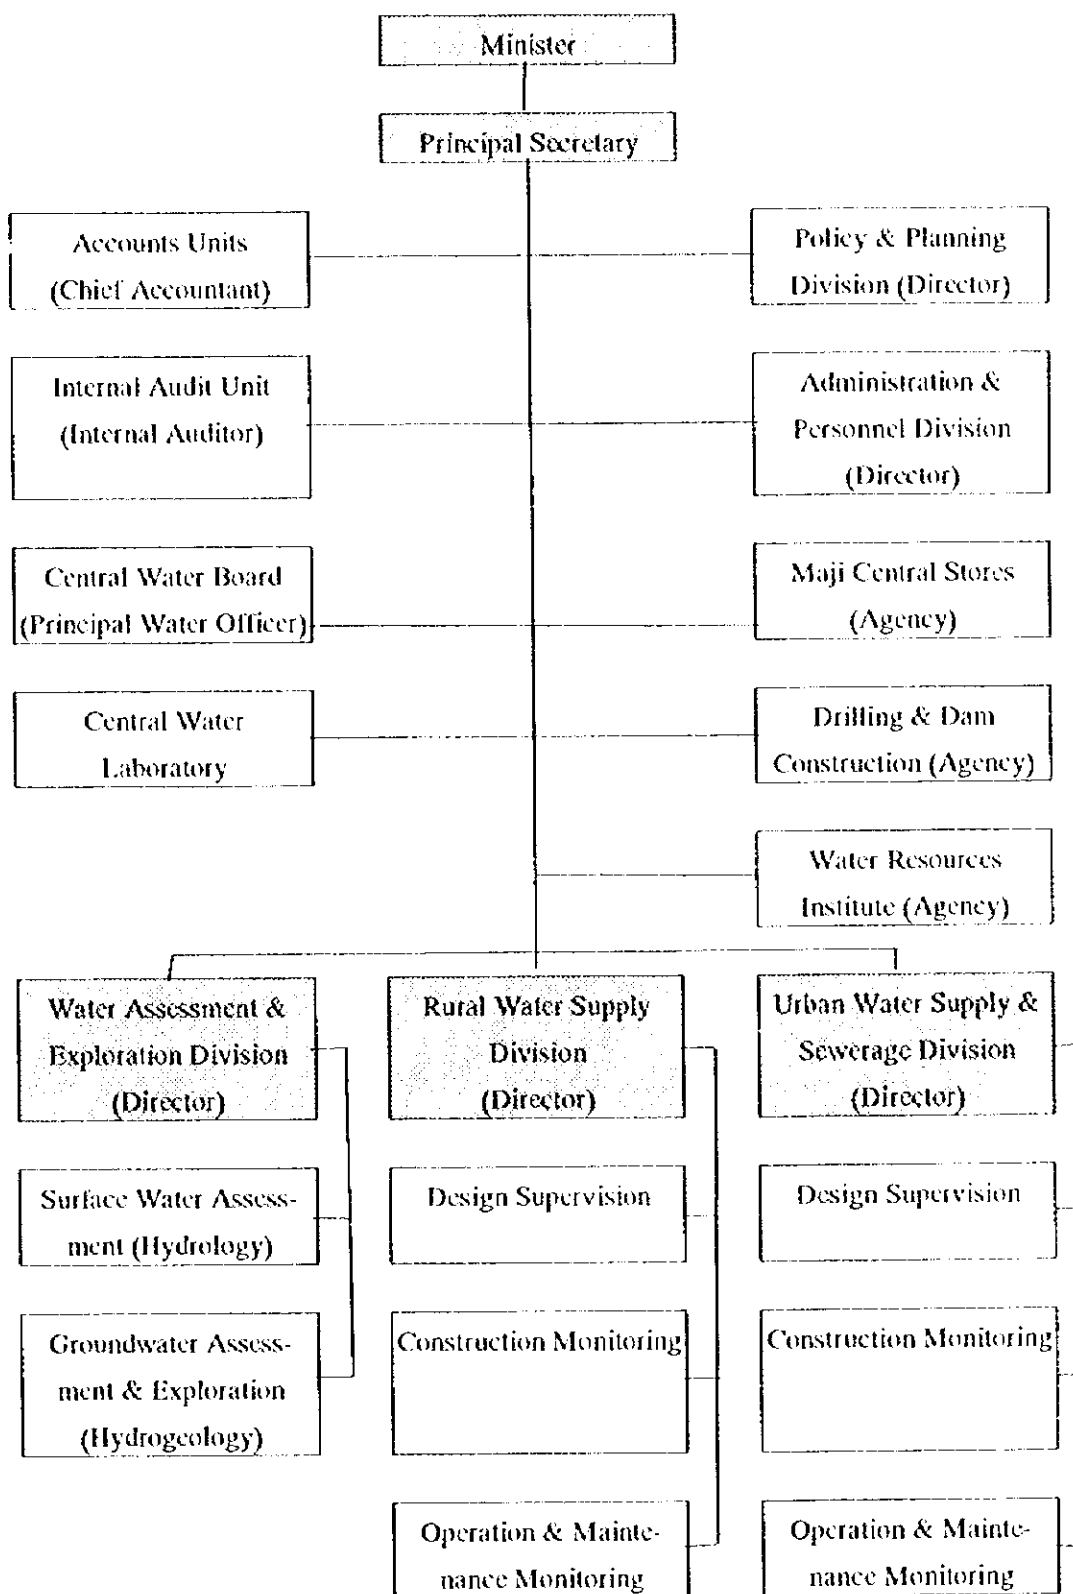 Minister
Principal Secretary
Accounts Units
(Chief Accountant)
Policy & Planning
Division (Director)
Internal Audit Unit
(Internal Auditor)
Administration &
Personnel Division
(Director)
Central Water Board
(Principal Water Officer)
Maji Central Stores
(Agency)
Central Water
Laboratory
Drilling & Dam
Construction (Agency)
Water Resources
Institute (Agency)
Water Assessment &
Exploration Division
(Director)
Rural Water Supply
Division
(Director)
Urban Water Supply &
Sewerage Division
(Director)
Surface Water Assess-
ment (Hydrology)
Design Supervision
Design Supervision
Groundwater Assess-
ment & Exploration
(Hydrogeology)
Construction Monitoring
Construction Monitoring
Operation & Mainte-
nance Monitoring
Operation & Mainte-
nance Monitoring